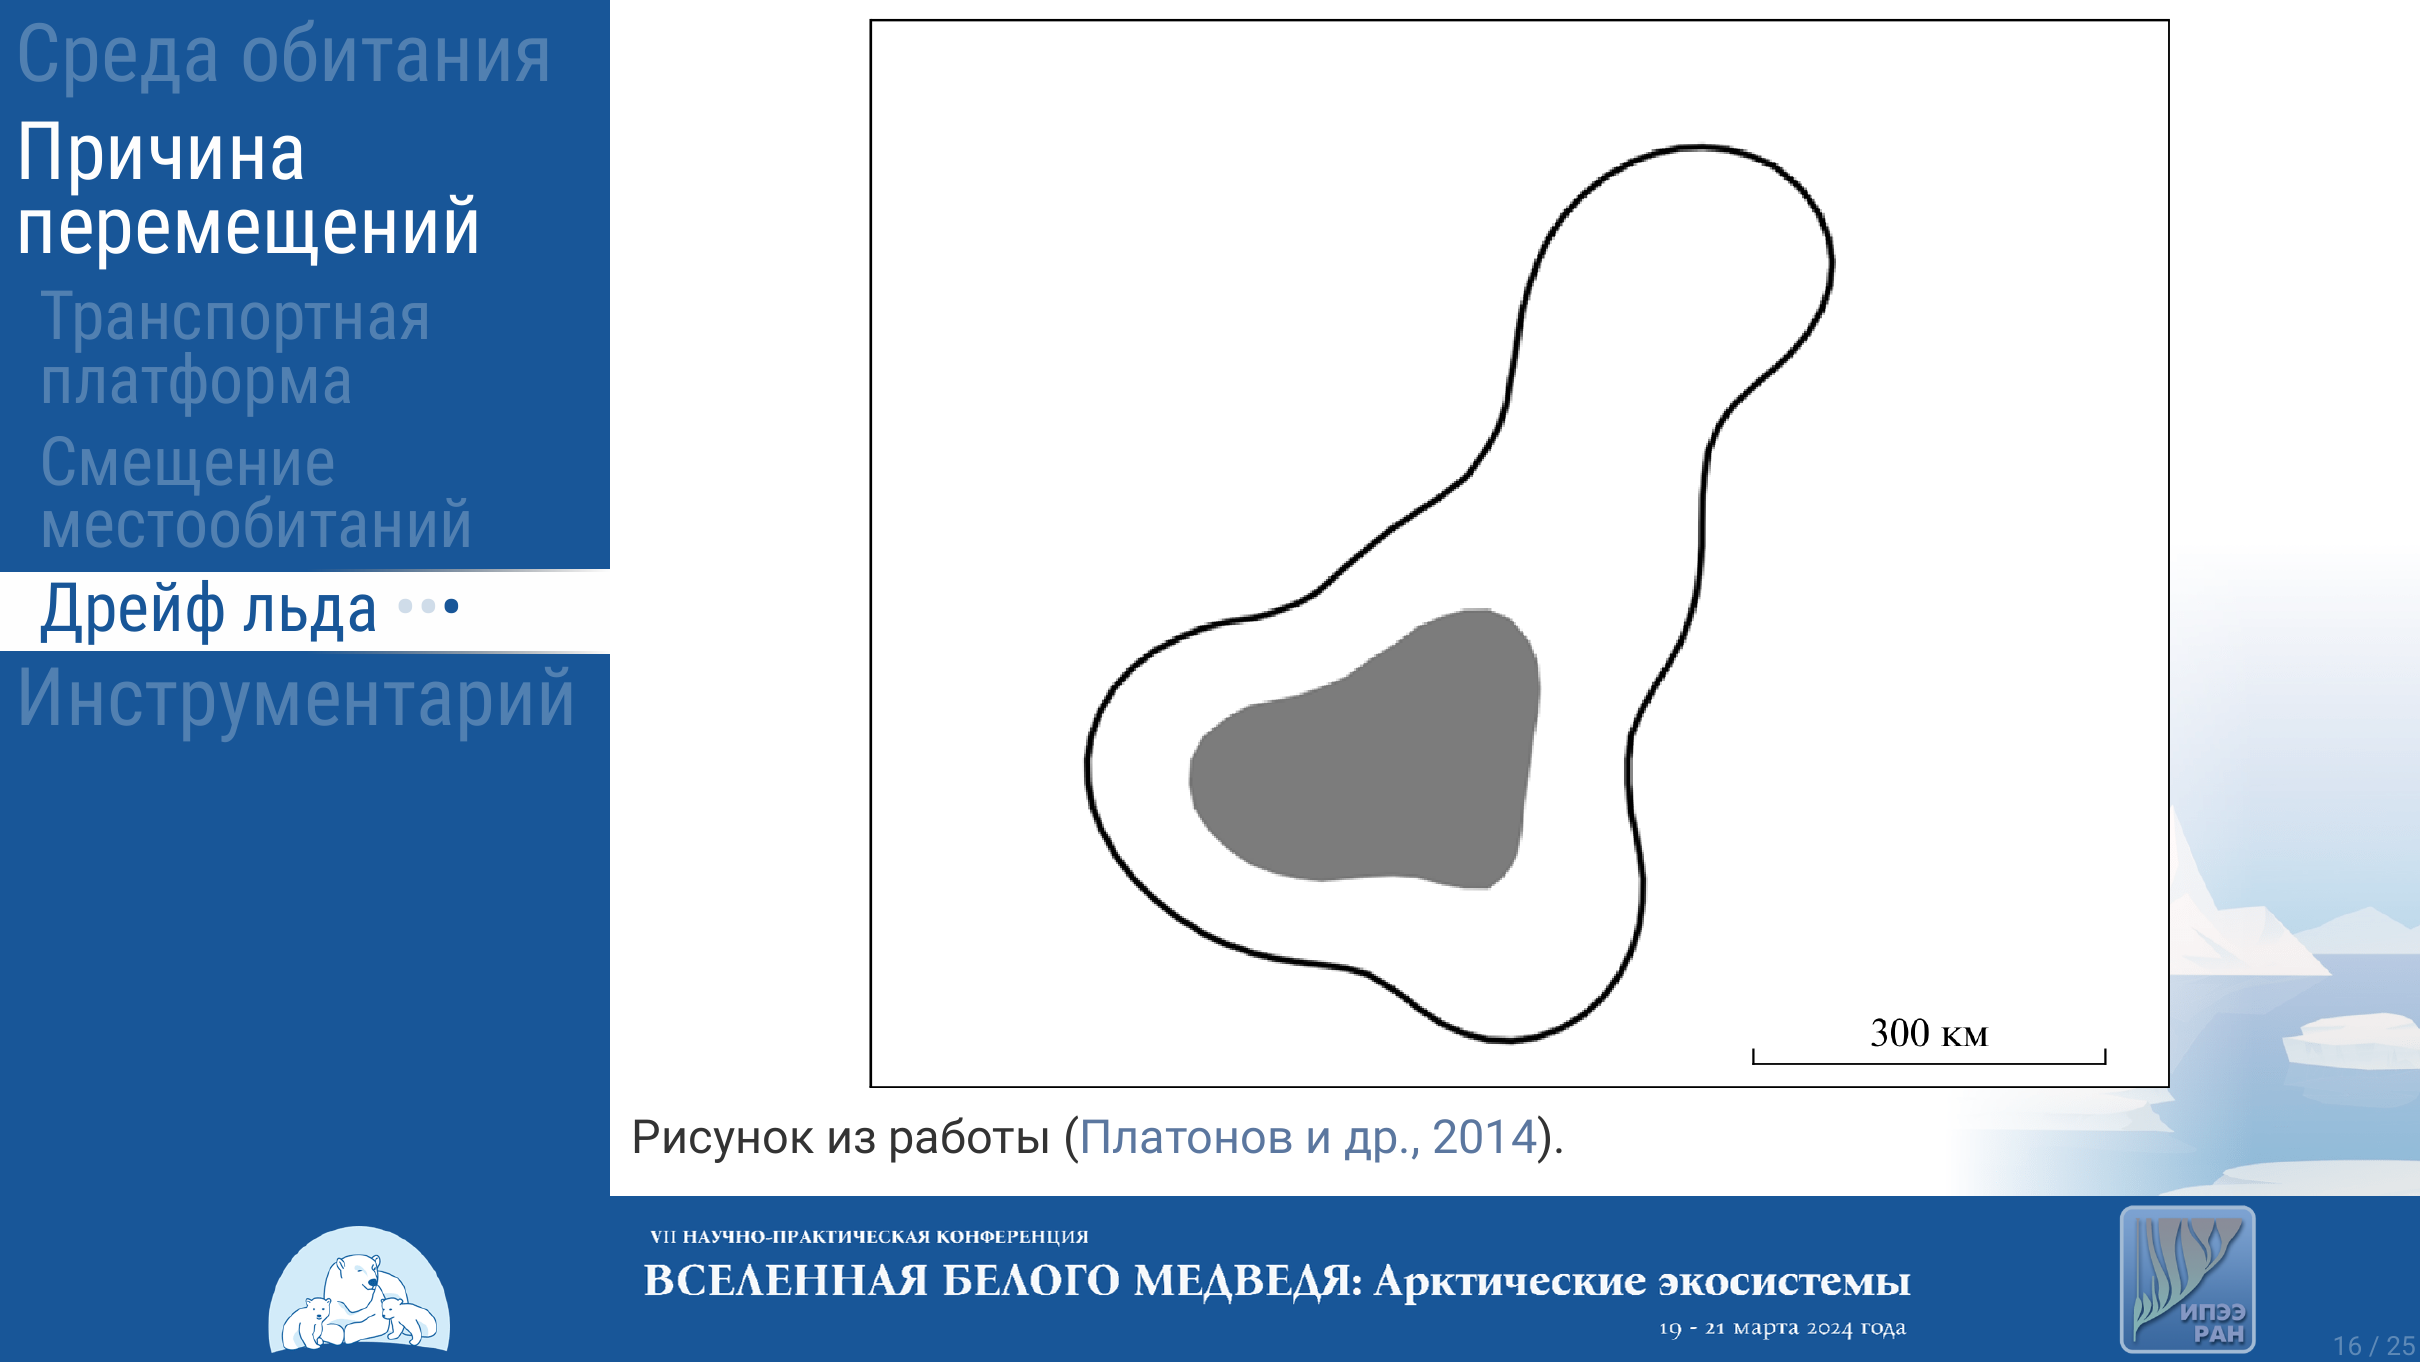 Среда обитания
Причина
перемещений
Транспортная
платформа
Смещение
местообитаний
Дрейф льда
Инструментарий
300 км
Рисунок из работы (Платонов и др., 2014).
VII НАУЧНО-ПРАКТИЧЕСКАЯ КОНФЕРЕНЦИЯ
ВСЕЛЕННАЯ БЕЛОГО МЕДВЕДЯ: Арктические экосистемы
19 - 21 марта 2024 года
ИПЭЭ
РАН
16 / 25